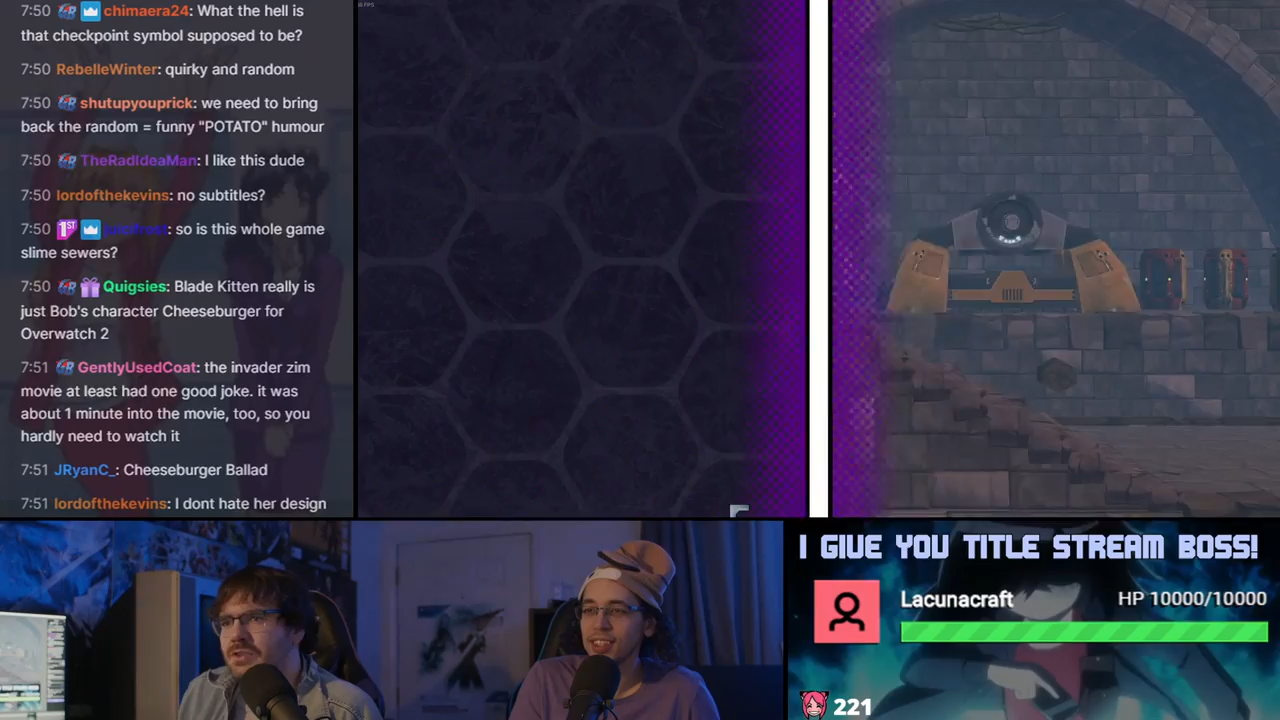 7:50 chimaera24: What the hell is
that checkpoint symbol supposed to be?
7:50 RebelleWinter: quirky and random
7:50 shutupyouprick: we need to bring
back the random = funny "POTATO" humour
7:50 TheRadIdeaMan: I like this dude
7:50 lordofthekevins: no subtitles?
7:50 1ST : so is this whole game
slime sewers?
7:50 Quigsies: Blade Kitten really is
just Bob's character Cheeseburger for
Overwatch 2
7:51 GentlyUsedCoat: the invader zim
movie at least had one good joke. it was
about 1 minute into the movie, too, so you
hardly need to watch it
7:51 JRyanC_: Cheeseburger Ballad
7:51 lordofthekevins: I dont hate her design
I GIVE YOU TITLE STREAM BOSS!
Lacunacraft HP 10000/10000
221